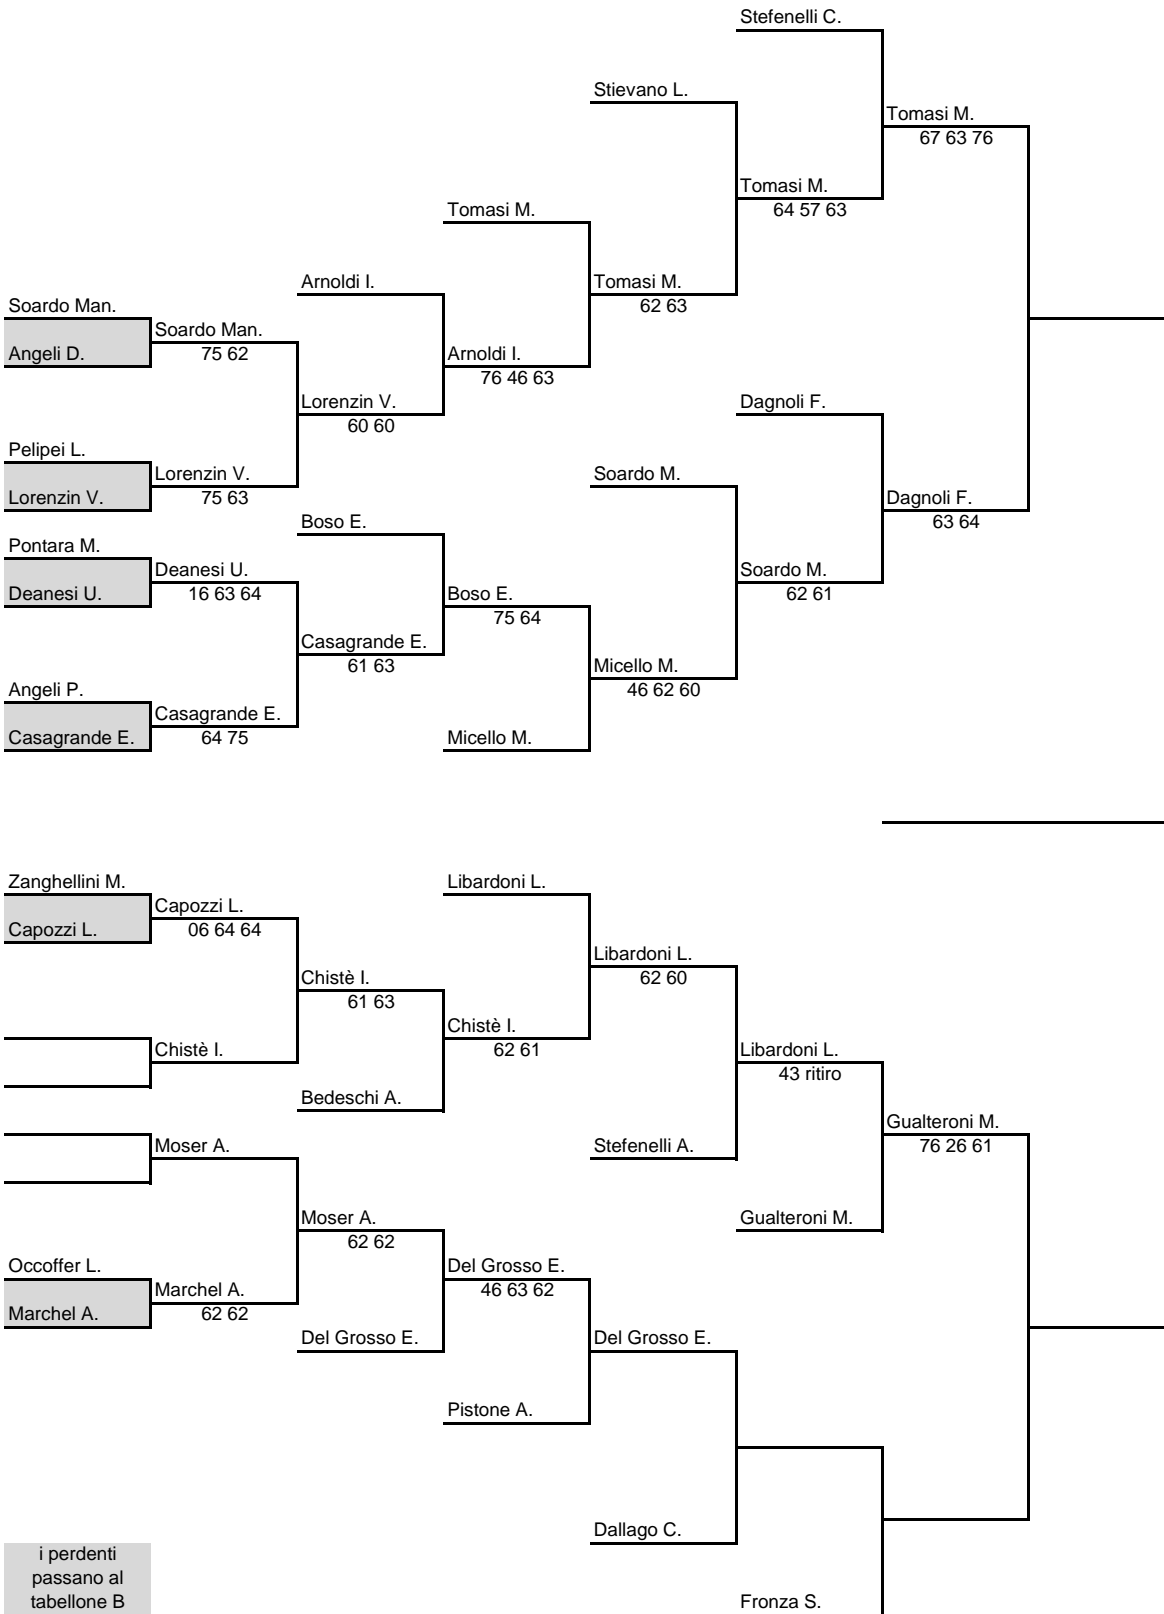 Stefenelli C.
Stievano L.
Tomasi M.
67 63 76
Tomasi M.
64 57 63
Tomasi M.
Arnoldi I.
Tomasi M.
62 63
Soardo Man.
Soardo Man.
75 62
Angeli D.
Arnoldi I.
76 46 63
Lorenzin V.
60 60
Dagnoli F.
Pelipei L.
Lorenzin V.
75 63
Soardo M.
Lorenzin V.
Dagnoli F.
63 64
Boso E.
Pontara M.
Deanesi U.
16 63 64
Soardo M.
62 61
Deanesi U.
Boso E.
75 64
Casagrande E.
61 63
Micello M.
46 62 60
Angeli P.
Casagrande E.
64 75
Casagrande E.
Micello M.
Zanghellini M.
Libardoni L.
Capozzi L.
06 64 64
Capozzi L.
Libardoni L.
62 60
Chistè I.
61 63
Chistè I.
62 61
Chistè I.
Libardoni L.
43 ritiro
Bedeschi A.
Gualteroni M.
76 26 61
Moser A.
Stefenelli A.
Moser A.
62 62
Gualteroni M.
Occoffer L.
Del Grosso E.
46 63 62
Marchel A.
62 62
Marchel A.
Del Grosso E.
Del Grosso E.
Pistone A.
Dallago C.
i perdenti
passano al
tabellone B
Fronza S.